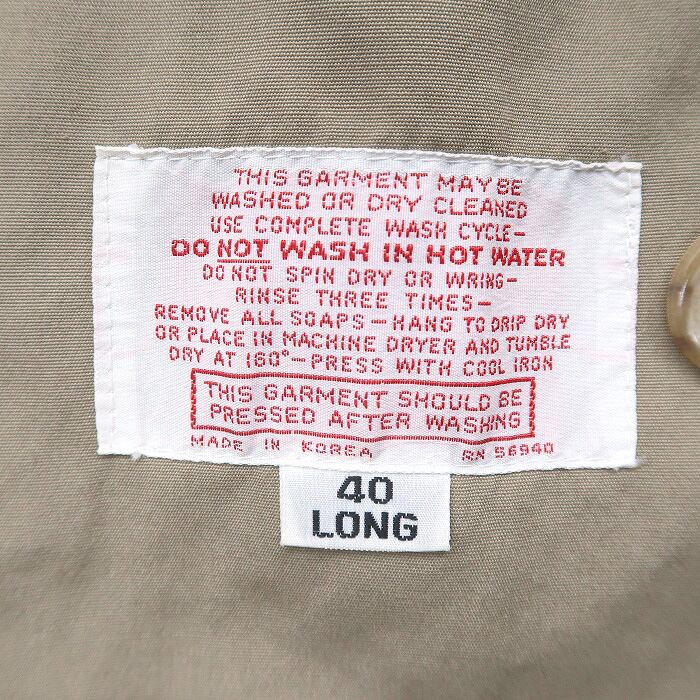 THIS GARMENT MAY BE
WASHED OR DRY CLEANED
USE COMPLETE WASH CYCLE-
DO NOT WASH IN HOT WATER
DO NOT SPIN DRY OR WRING-
RINSE THREE TIMES-
REMOVE ALL SOAPS-HANG TO DRIP DRY
OR PLACE IN MACHINE DRYER AND TUMBLE
DRY AT 160°-PRESS WITH COOL IRON
THIS GARMENT SHOULD BE
PRESSED AFTER WASHING
MADE IN KOREA RN 56940
40
LONG